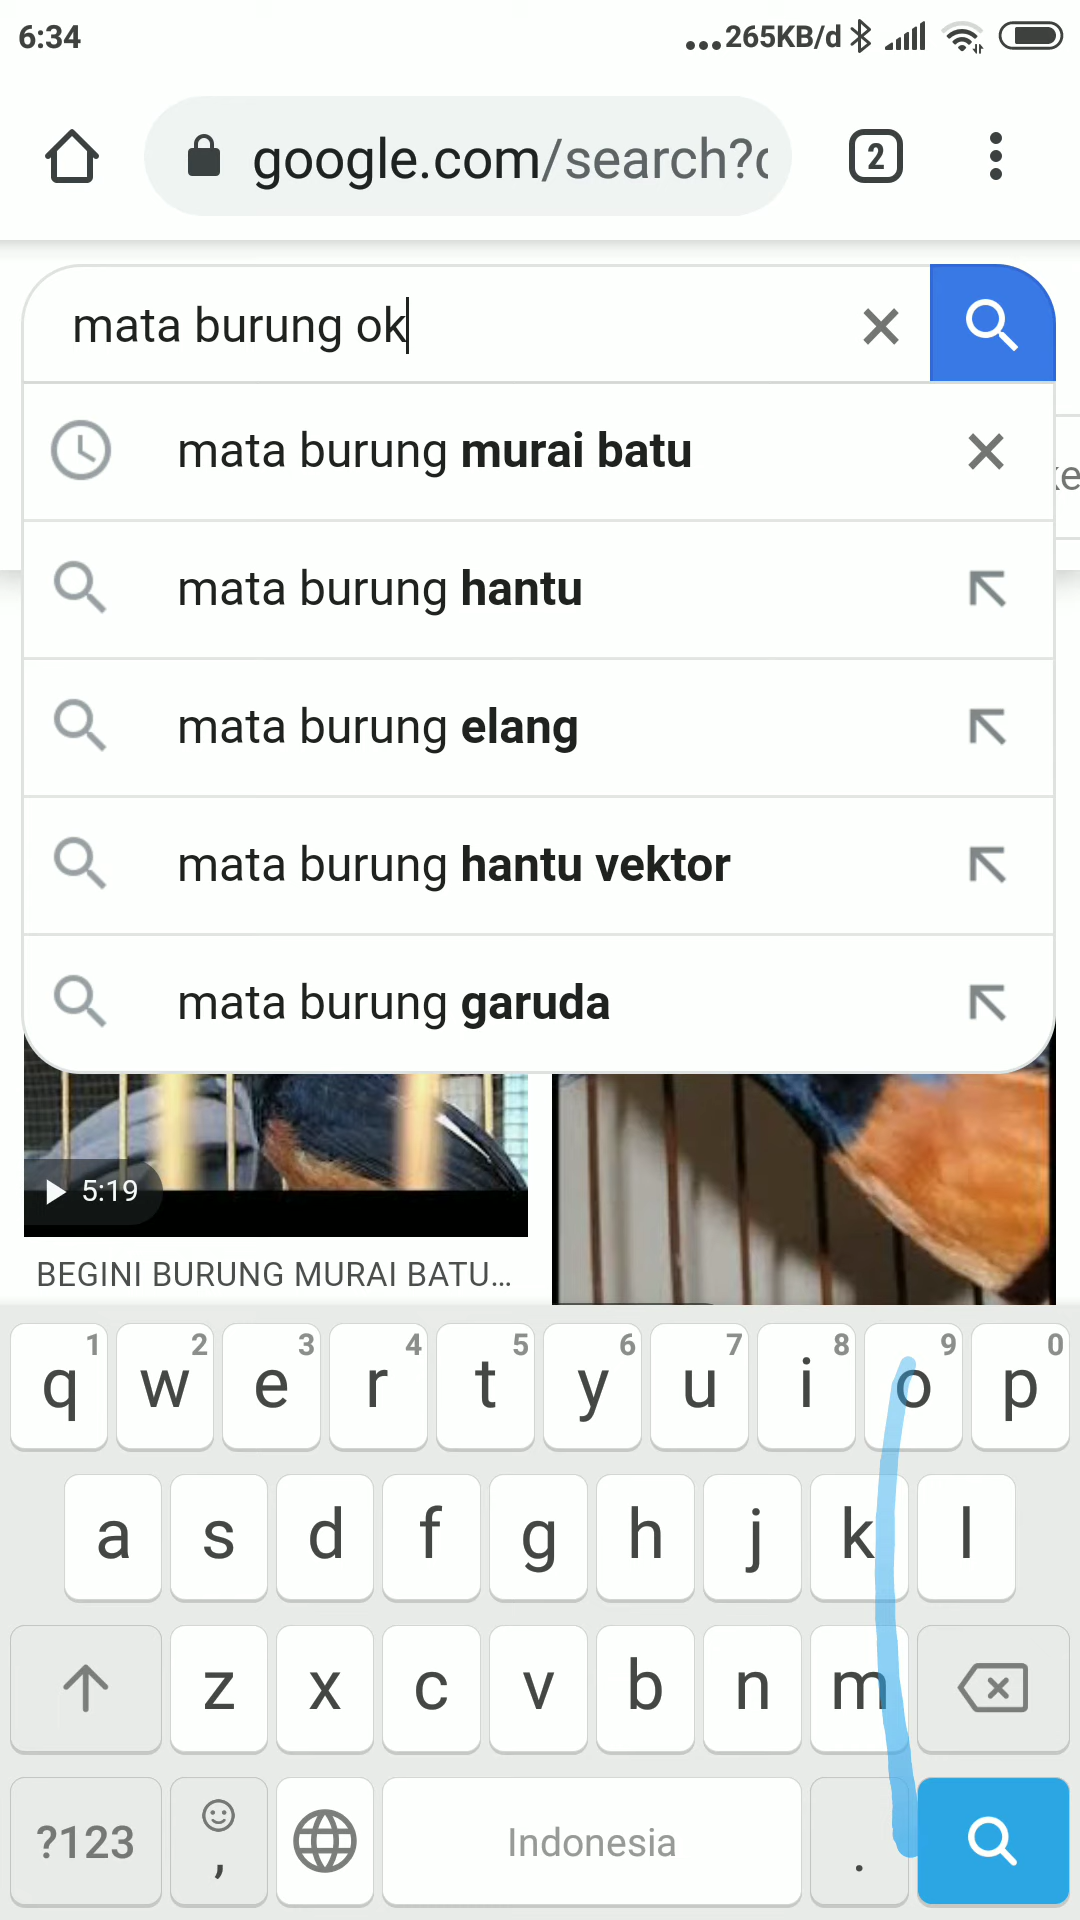 6:34
...265KB/d
google.com/search?
2
mata burung ok
mata burung murai batu
mata burung hantu
mata burung elang
mata burung hantu vektor
mata burung garuda
5:19
BEGINI BURUNG MURAI BATU...
1 2 3 4 5 6 7 8 9 0
q w e r t y u i o p
a s d f g h j k l
z x c v b n m
?123 , Indonesia .